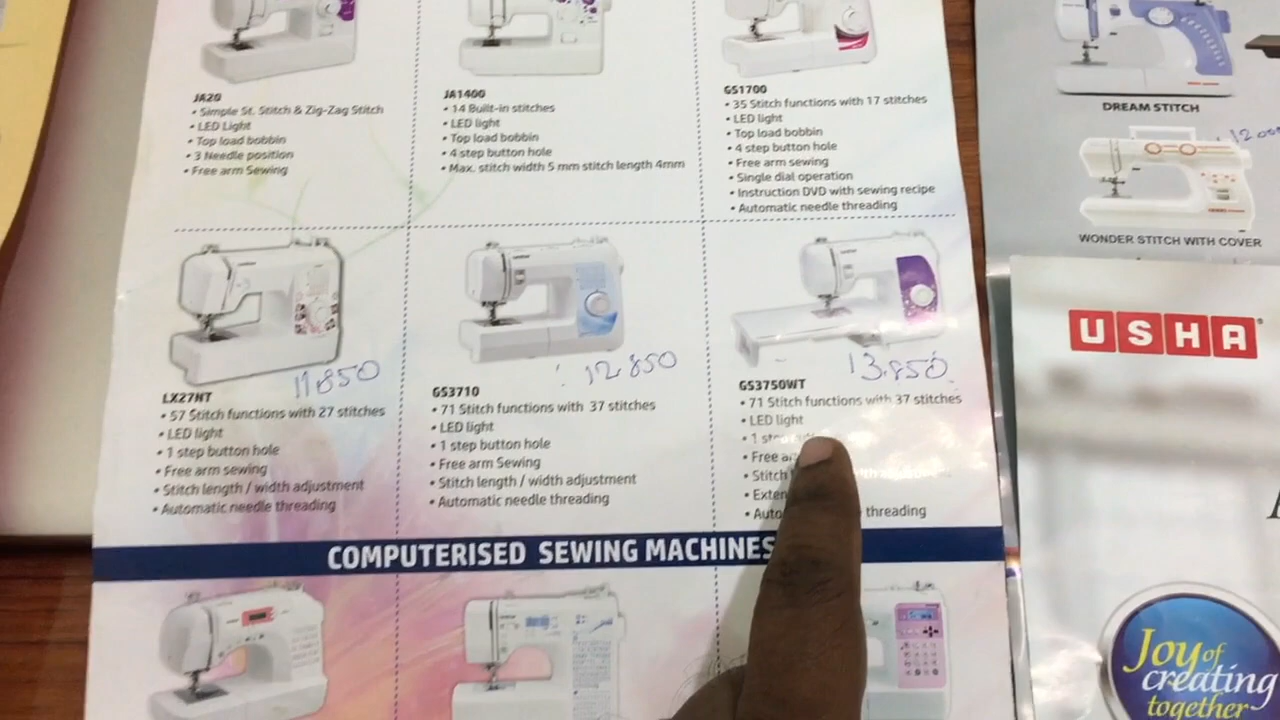 JA20
• Simple St. Stitch & Zig-Zag Stitch
• LED Light
• Top load bobbin
• 3 Needle position
• Free arm Sewing
JA1400
• 14 Built-in stitches
• LED light
• Top load bobbin
• 4 step button hole
• Max. stitch width 5 mm stitch length 4mm
GS1700
• 35 Stitch functions with 17 stitches
• LED light
• Top load bobbin
• 4 step button hole
• Free arm sewing
• Single dial operation
• Instruction DVD with sewing recipe
• Automatic needle threading
11850
LX27NT
• 57 Stitch functions with 27 stitches
• LED light
• 1 step button hole
• Free arm sewing
• Stitch length / width adjustment
• Automatic needle threading
12850
GS3710
• 71 Stitch functions with 37 stitches
• LED light
• 1 step button hole
• Free arm Sewing
• Stitch length / width adjustment
• Automatic needle threading
13,850
GS3750WT
• 71 Stitch functions with 37 stitches
• LED light
• 1 step
• Free
• Stitch
threading
COMPUTERISED SEWING MACHINES
DREAM STITCH
WONDER STITCH WITH COVER
USHA
Joy of
creating
together